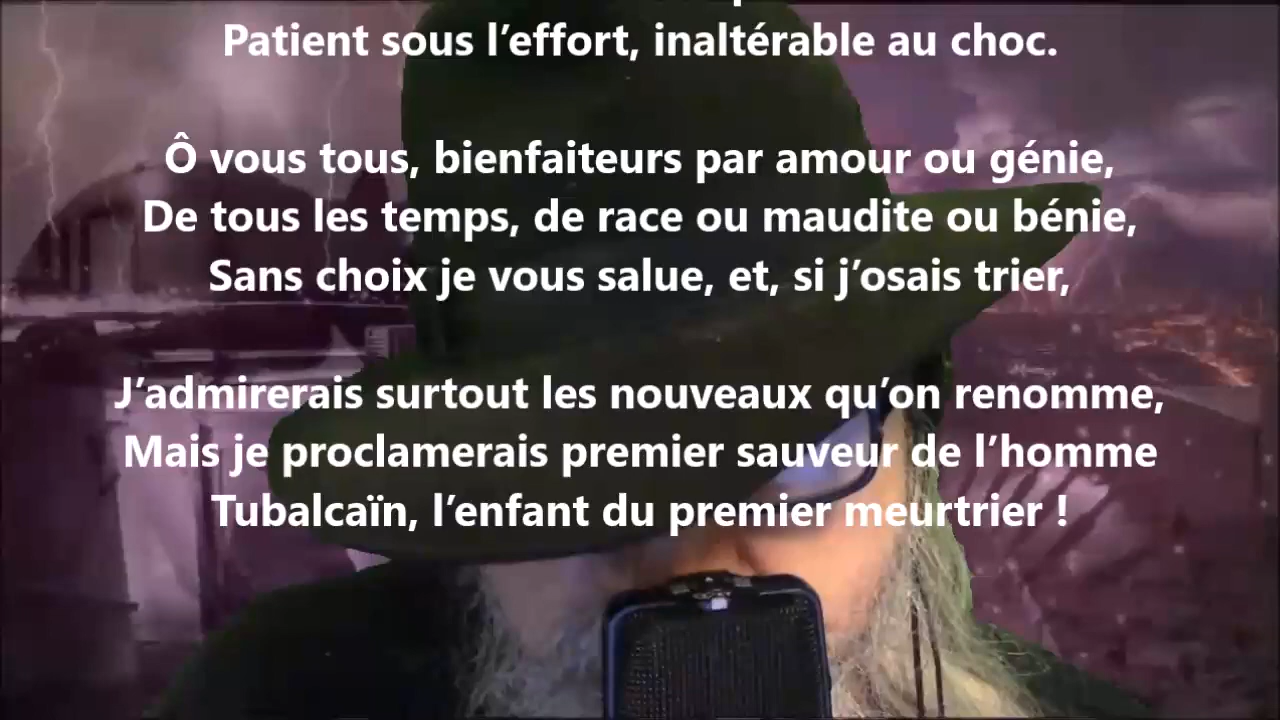 Patient sous l’effort, inaltérable au choc.
Ô vous tous, bienfaiteurs par amour ou génie,
De tous les temps, de race ou maudite ou bénie,
Sans choix je vous salue, et, si j’osais trier,
J’admirerais surtout les nouveaux qu’on renomme,
Mais je proclamerais premier sauveur de l’homme
Tubalcaïn, l’enfant du premier meurtrier !